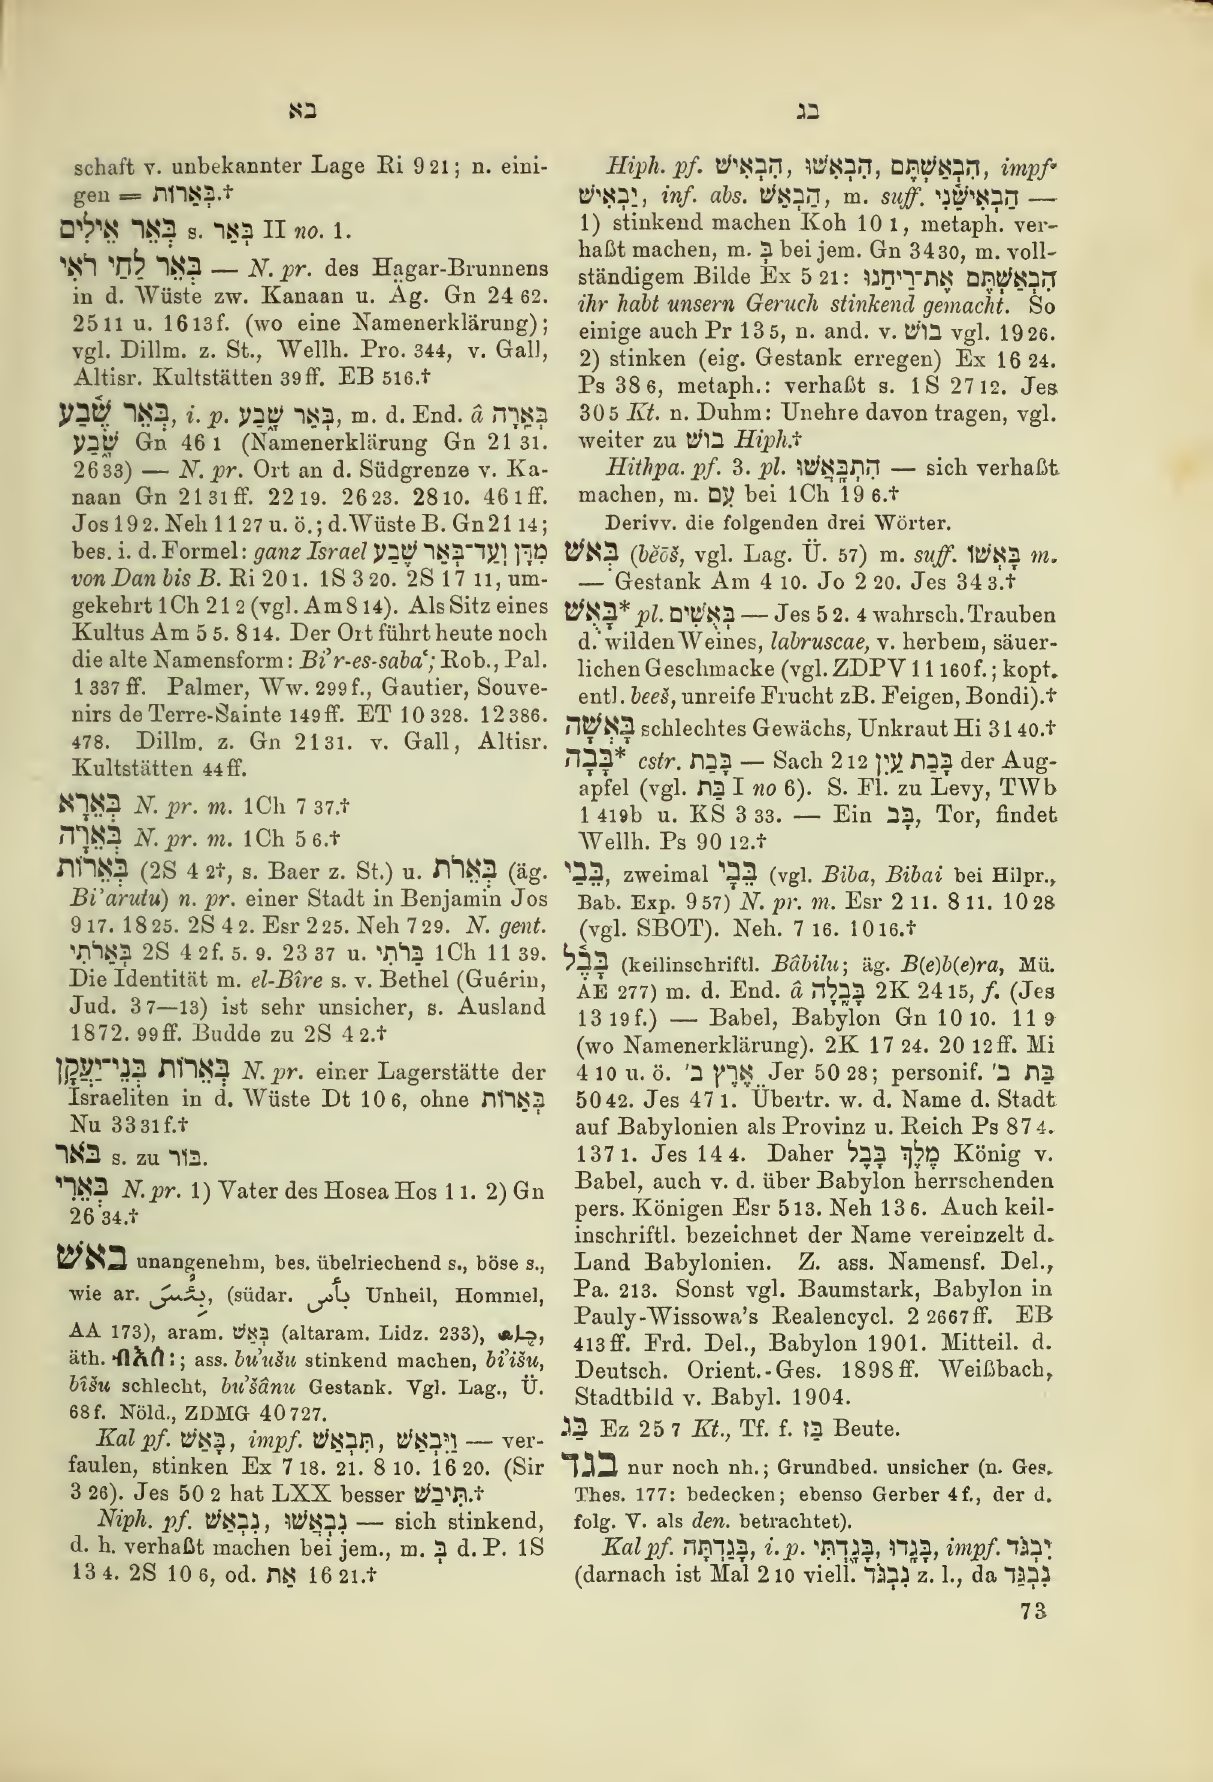 בא
schaft v. unbekannter Lage Ri 9 21; n. eini-
gen = בְּאֵרוֹת.†
בְּאֵר אֵילִים s. בְּאֵר II no. 1.
בְּאֵר לַחַי רֹאִי — N. pr. des Hagar-Brunnens
in d. Wüste zw. Kanaan u. Äg. Gn 24 62.
25 11 u. 16 13 f. (wo eine Namenerklärung);
vgl. Dillm. z. St., Wellh. Pro. 344, v. Gall,
Altisr. Kultstätten 39 ff. EB 516.†
בְּאֵר שֶׁבַע, i. p. בְּאֵר שָׁבַע, m. d. End. â בְּאֵרָה
שֶׁבַע Gn 46 1 (Namenerklärung Gn 21 31.
26 33) — N. pr. Ort an d. Südgrenze v. Ka-
naan Gn 21 31 ff. 22 19. 26 23. 28 10. 46 1 ff.
Jos 19 2. Neh 11 27 u. ö.; d. Wüste B. Gn 21 14;
bes. i. d. Formel: ganz Israel מִדָּן וְעַד־בְּאֵר שֶׁבַע
von Dan bis B. Ri 20 1. 1S 3 20. 2S 17 11, um-
gekehrt 1Ch 21 2 (vgl. Am 8 14). Als Sitz eines
Kultus Am 5 5. 8 14. Der Ort führt heute noch
die alte Namensform: Bi’r-es-saba‘; Rob., Pal.
1 337 ff. Palmer, Ww. 299 f., Gautier, Souve-
nirs de Terre-Sainte 149 ff. ET 10 328. 12 386.
478. Dillm. z. Gn 21 31. v. Gall, Altisr.
Kultstätten 44 ff.
בְּאֵרָא N. pr. m. 1Ch 7 37.†
בְּאֵרָה N. pr. m. 1Ch 5 6.†
בְּאֵרוֹת (2S 4 2†, s. Baer z. St.) u. בְּאֵרֹת (äg.
Bi’arutu) n. pr. einer Stadt in Benjamin Jos
9 17. 18 25. 2S 4 2. Esr 2 25. Neh 7 29. N. gent.
בְּאֵרֹתִי 2S 4 2 f. 5. 9. 23 37 u. בֵּרֹתִי 1Ch 11 39.
Die Identität m. el-Bîre s. v. Bethel (Guérin,
Jud. 3 7—13) ist sehr unsicher, s. Ausland
1872. 99 ff. Budde zu 2S 4 2.†
בְּאֵרוֹת בְּנֵי־יַעֲקָן N. pr. einer Lagerstätte der
Israeliten in d. Wüste Dt 10 6, ohne בְּאֵרוֹת
Nu 33 31 f.†
בֹּאר s. zu בּוֹר.
בְּאֵרִי N. pr. 1) Vater des Hosea Hos 1 1. 2) Gn
26 34.†
באש unangenehm, bes. übelriechend s., böse s.,
wie ar. بَئُسَ, (südar. بأس Unheil, Hommel,
AA 173), aram. בְּאֵשׁ (altaram. Lidz. 233), ܒܐܫ,
äth. ብእሰ፡; ass. bu’ušu stinkend machen, bi’išu,
bîšu schlecht, bu’šânu Gestank. Vgl. Lag., Ü.
68 f. Nöld., ZDMG 40 727.
Kal pf. בָּאַשׁ, impf. תִּבְאַשׁ, וַיִּבְאַשׁ — ver-
faulen, stinken Ex 7 18. 21. 8 10. 16 20. (Sir
3 26). Jes 50 2 hat LXX besser תִּיבַשׁ.†
Niph. pf. נִבְאַשׁ, נִבְאֲשׁוּ — sich stinkend,
d. h. verhaßt machen bei jem., m. בְּ d. P. 1S
13 4. 2S 10 6, od. אֵת 16 21.†
בג
Hiph. pf. הִבְאִישׁ, הִבְאִשׁוּ, הִבְאַשְׁתֶּם, impf.
יַבְאִישׁ, inf. abs. הַבְאֵשׁ, m. suff. הַבְאִישֵׁנִי —
1) stinkend machen Koh 10 1, metaph. ver-
haßt machen, m. בְּ bei jem. Gn 34 30, m. voll-
ständigem Bilde Ex 5 21: הִבְאַשְׁתֶּם אֶת־רֵיחֵנוּ
ihr habt unsern Geruch stinkend gemacht. So
einige auch Pr 13 5, n. and. v. בּוֹשׁ vgl. 19 26.
2) stinken (eig. Gestank erregen) Ex 16 24.
Ps 38 6, metaph.: verhaßt s. 1S 27 12. Jes
30 5 Kt. n. Duhm: Unehre davon tragen, vgl.
weiter zu בּוֹשׁ Hiph.†
Hithpa. pf. 3. pl. הִתְבָּאֲשׁוּ — sich verhaßt
machen, m. עִם bei 1Ch 19 6.†
Derivv. die folgenden drei Wörter.
בְּאֹשׁ (bĕōš, vgl. Lag. Ü. 57) m. suff. בָּאְשׁוֹ m.
— Gestank Am 4 10. Jo 2 20. Jes 34 3.†
בָּאֻשׁ* pl. בְּאֻשִׁים — Jes 5 2. 4 wahrsch. Trauben
d. wilden Weines, labruscae, v. herbem, säuer-
lichen Geschmacke (vgl. ZDPV 11 160 f.; kopt.
entl. beeš, unreife Frucht zB. Feigen, Bondi).†
בָּאְשָׁה schlechtes Gewächs, Unkraut Hi 31 40.†
בָּבָה* cstr. בָּבַת — Sach 2 12 בָּבַת עַיִן der Aug-
apfel (vgl. בַּת I no 6). S. Fl. zu Levy, TWb
1 419b u. KS 3 33. — Ein בָּב, Tor, findet
Wellh. Ps 90 12.†
בֵּבַי, zweimal בֵּבָי (vgl. Biba, Bibai bei Hilpr.,
Bab. Exp. 9 57) N. pr. m. Esr 2 11. 8 11. 10 28
(vgl. SBOT). Neh. 7 16. 10 16.†
בָּבֶל (keilinschriftl. Bâbilu; äg. B(e)b(e)ra, Mü.
AE 277) m. d. End. â בָּבֶלָה 2K 24 15, f. (Jes
13 19 f.) — Babel, Babylon Gn 10 10. 11 9
(wo Namenerklärung). 2K 17 24. 20 12 ff. Mi
4 10 u. ö. אֶרֶץ ב׳ Jer 50 28; personif. בַּת ב׳
50 42. Jes 47 1. Übertr. w. d. Name d. Stadt
auf Babylonien als Provinz u. Reich Ps 87 4.
137 1. Jes 14 4. Daher מֶלֶךְ בָּבֶל König v.
Babel, auch v. d. über Babylon herrschenden
pers. Königen Esr 5 13. Neh 13 6. Auch keil-
inschriftl. bezeichnet der Name vereinzelt d.
Land Babylonien. Z. ass. Namensf. Del.,
Pa. 213. Sonst vgl. Baumstark, Babylon in
Pauly-Wissowa's Realencycl. 2 2667 ff. EB
413 ff. Frd. Del., Babylon 1901. Mitteil. d.
Deutsch. Orient.-Ges. 1898 ff. Weißbach,
Stadtbild v. Babyl. 1904.
בַּג Ez 25 7 Kt., Tf. f. בַּז Beute.
בגד nur noch nh.; Grundbed. unsicher (n. Ges.
Thes. 177: bedecken; ebenso Gerber 4 f., der d.
folg. V. als den. betrachtet).
Kal pf. בָּגַדְתָּה, i. p. בָּגָדְתִּי, בָּגְדוּ, impf. יִבְגֹּד
(darnach ist Mal 2 10 viell. נִבְגֹּד z. l., da נִבְגַּד
73